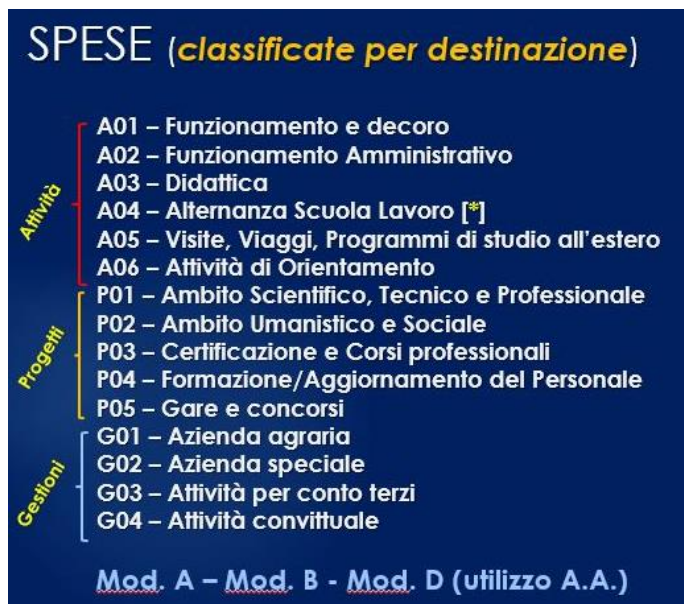 SPESE (classificate per destinazione)
Attività
A01 – Funzionamento e decoro
A02 – Funzionamento Amministrativo
A03 – Didattica
A04 – Alternanza Scuola Lavoro [*]
A05 – Visite, Viaggi, Programmi di studio all'estero
A06 – Attività di Orientamento
Progetti
P01 – Ambito Scientifico, Tecnico e Professionale
P02 – Ambito Umanistico e Sociale
P03 – Certificazione e Corsi professionali
P04 – Formazione/Aggiornamento del Personale
P05 – Gare e concorsi
Gestioni
G01 – Azienda agraria
G02 – Azienda speciale
G03 – Attività per conto terzi
G04 – Attività convittuale
Mod. A – Mod. B - Mod. D (utilizzo A.A.)